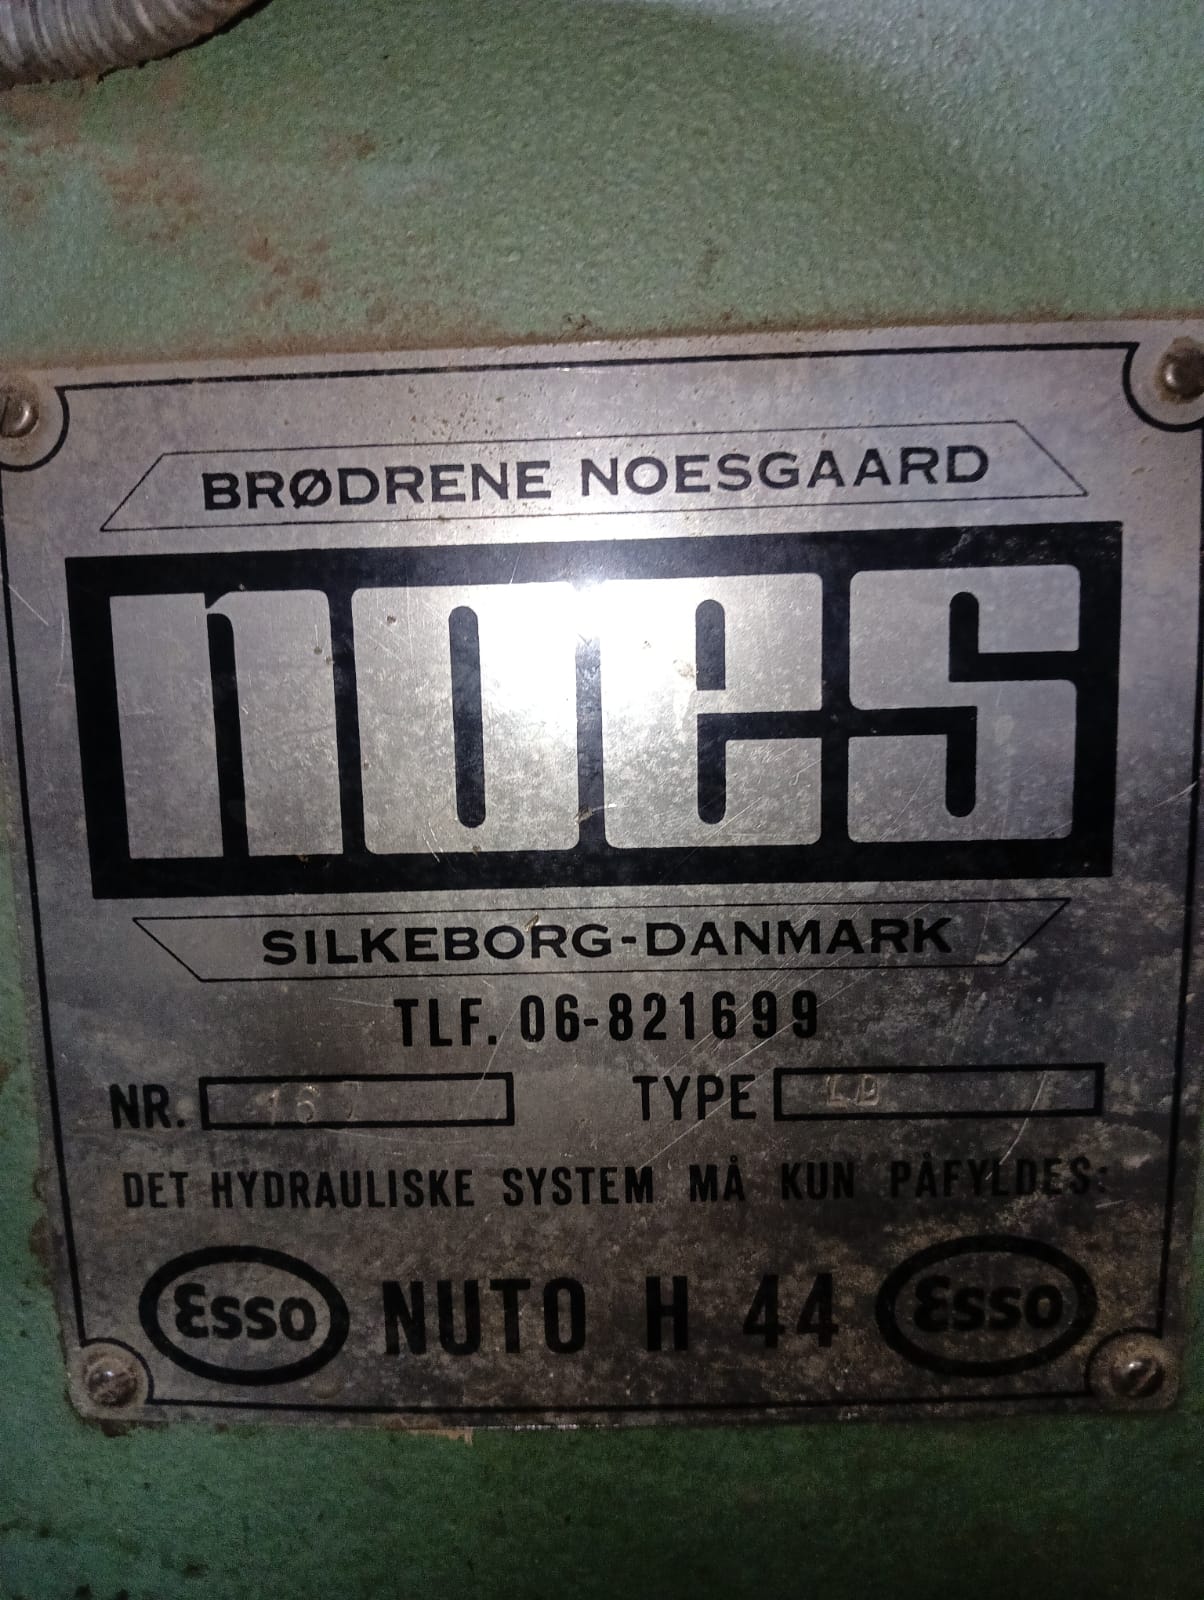 BRØDRENE NOESGAARD
noes
SILKEBORG-DANMARK
TLF. 06-821699
NR. TYPE
DET HYDRAULISKE SYSTEM MÅ KUN PÅFYLDES:
Esso NUTO H 44 Esso